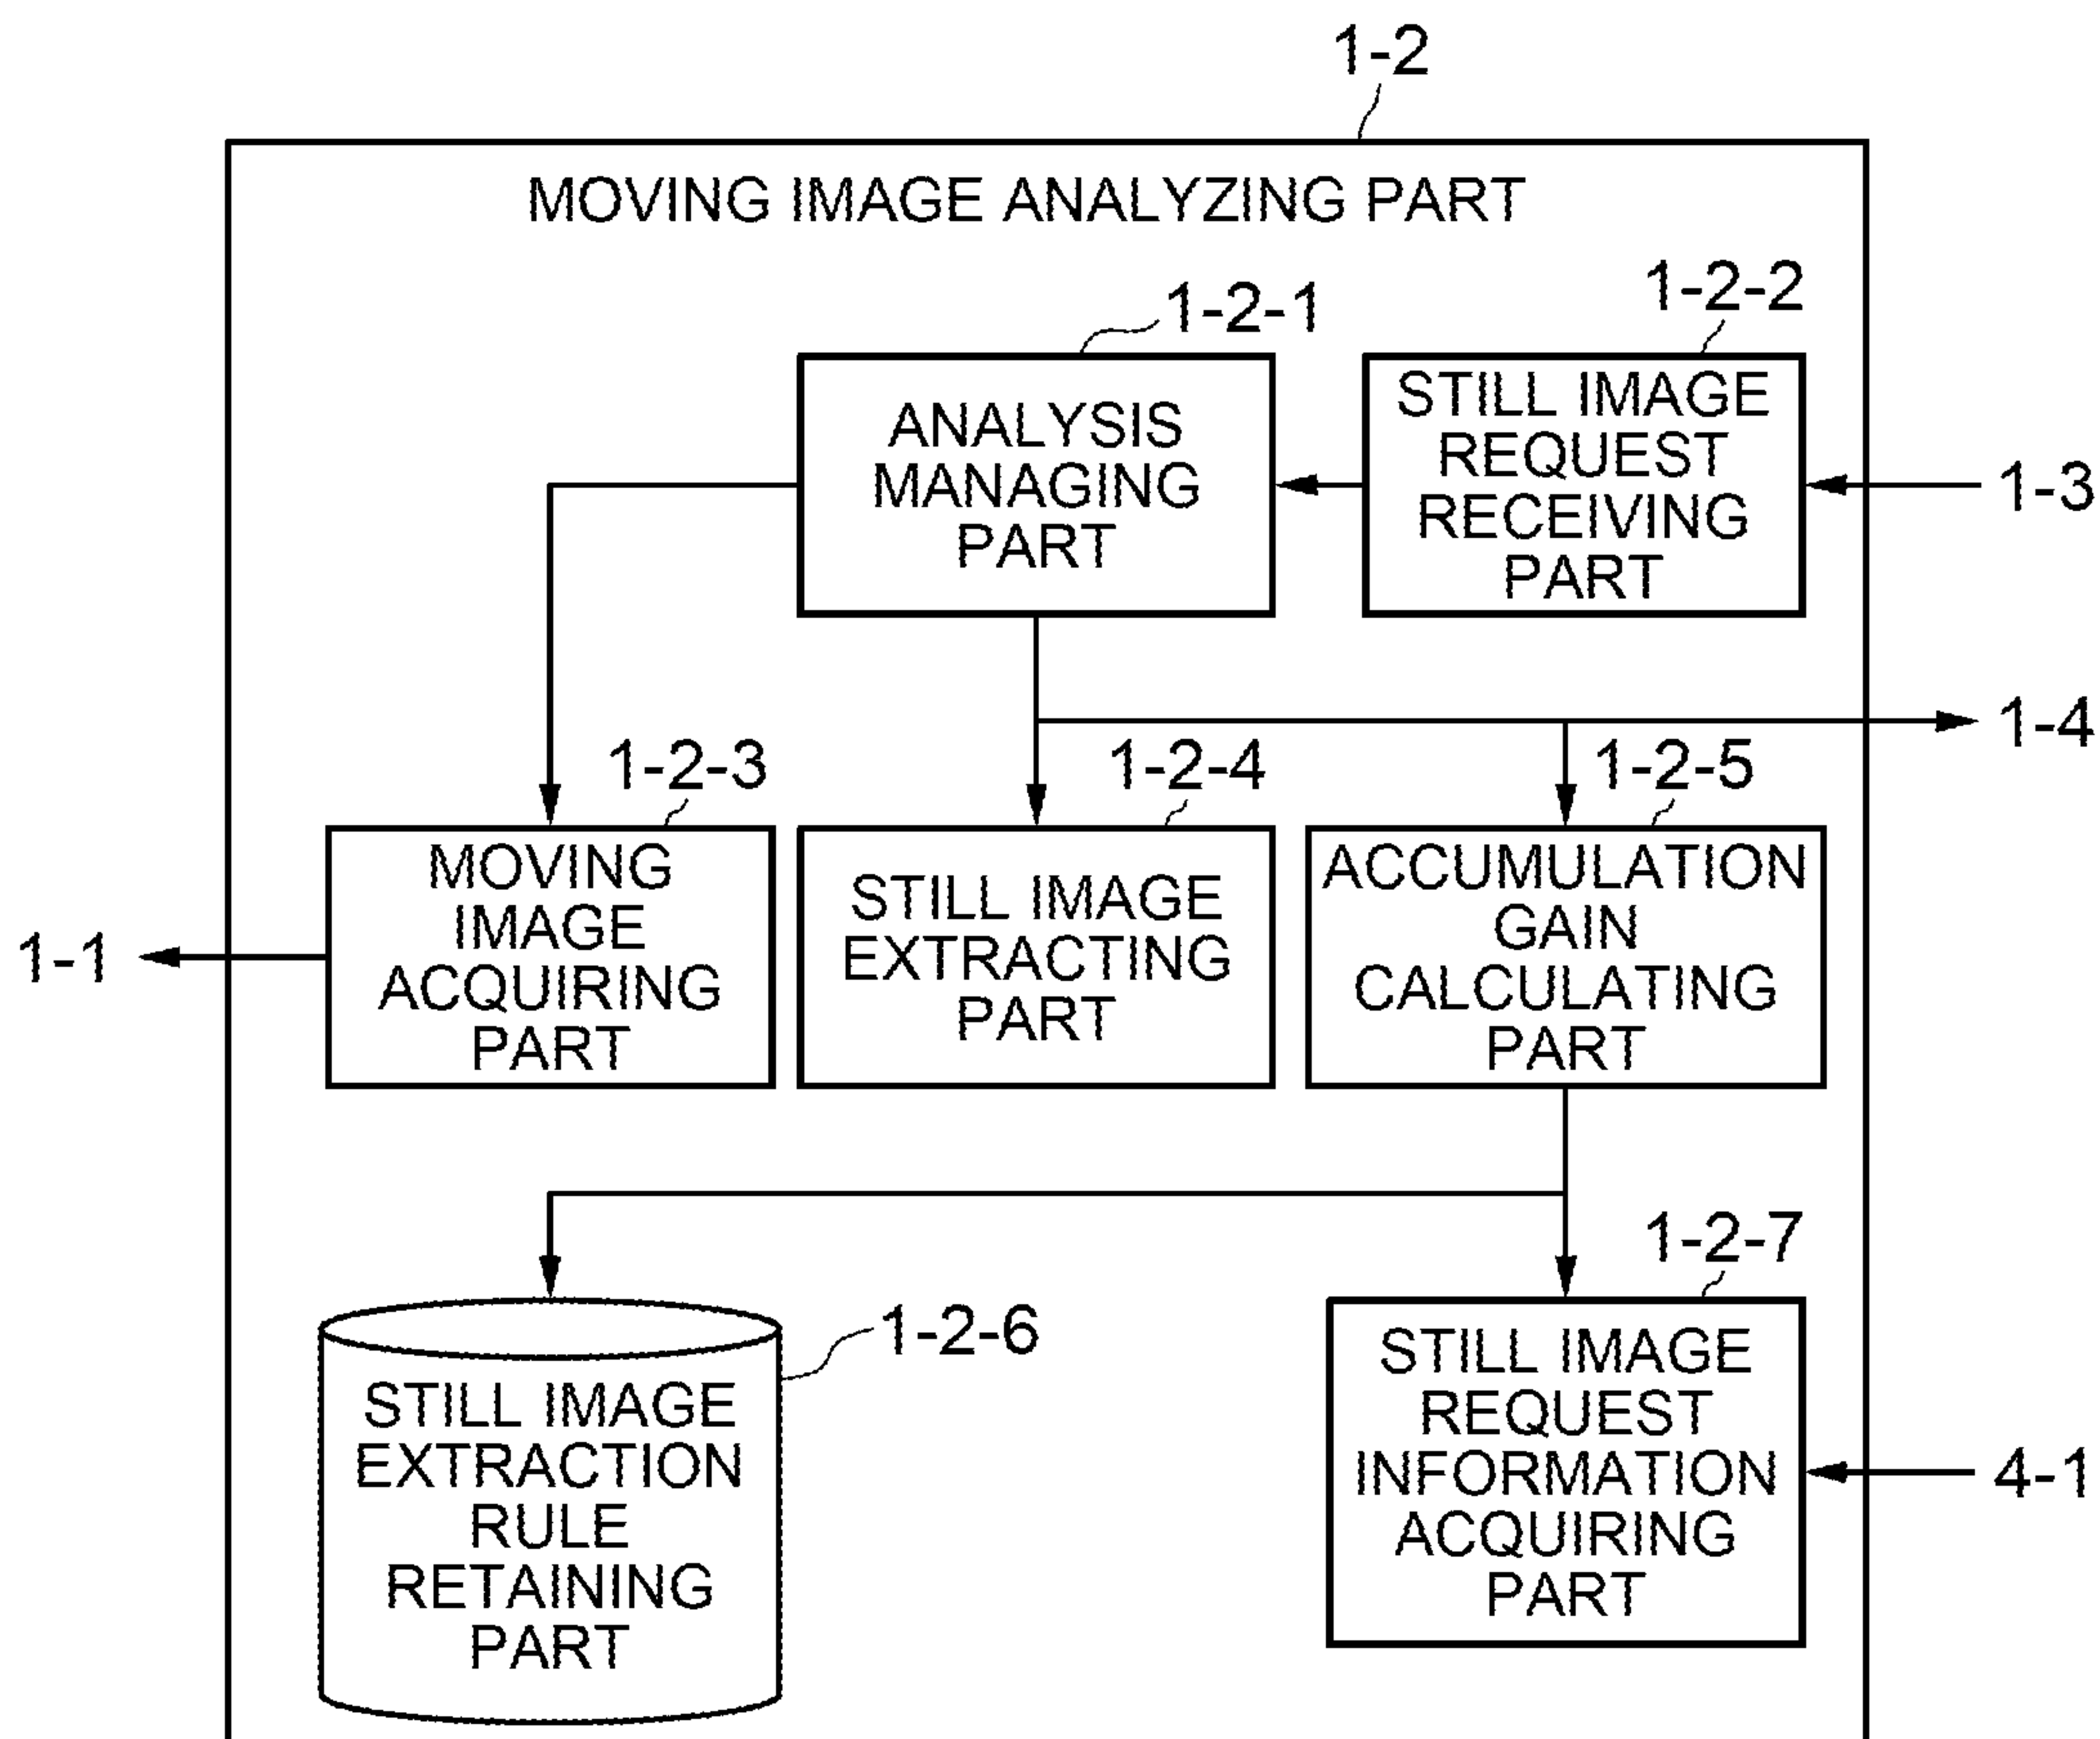 1-2
MOVING IMAGE ANALYZING PART
1-2-1
1-2-2
ANALYSIS
MANAGING
PART
STILL IMAGE
REQUEST
RECEIVING
PART
1-3
1-4
1-2-3
1-2-4
1-2-5
MOVING
IMAGE
ACQUIRING
PART
STILL IMAGE
EXTRACTING
PART
ACCUMULATION
GAIN
CALCULATING
PART
1-1
1-2-6
1-2-7
STILL IMAGE
EXTRACTION
RULE
RETAINING
PART
STILL IMAGE
REQUEST
INFORMATION
ACQUIRING
PART
4-1